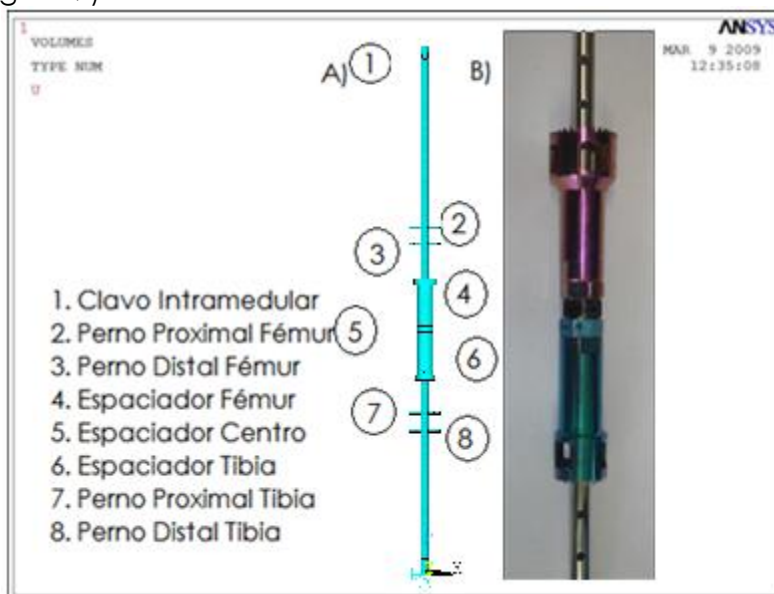 1
VOLUMES
TYPE NUM
U
ANSYS
MAR 9 2009
12:35:08
A)
B)
1
2
3
4
5
6
7
8
1. Clavo Intramedular
2. Perno Proximal Fémur
3. Perno Distal Fémur
4. Espaciador Fémur
5. Espaciador Centro
6. Espaciador Tibia
7. Perno Proximal Tibia
8. Perno Distal Tibia